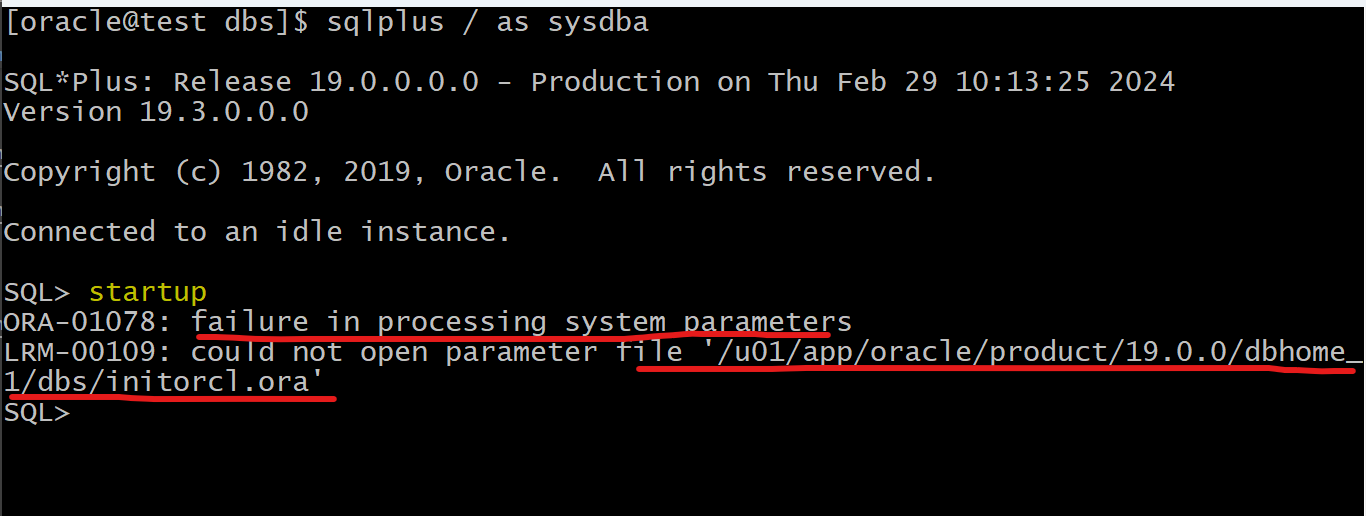 [oracle@test dbs]$ sqlplus / as sysdba
SQL*Plus: Release 19.0.0.0.0 - Production on Thu Feb 29 10:13:25 2024
Version 19.3.0.0.0
Copyright (c) 1982, 2019, Oracle.  All rights reserved.
Connected to an idle instance.
SQL> startup
ORA-01078: failure in processing system parameters
LRM-00109: could not open parameter file '/u01/app/oracle/product/19.0.0/dbhome_
1/dbs/initorcl.ora'
SQL>